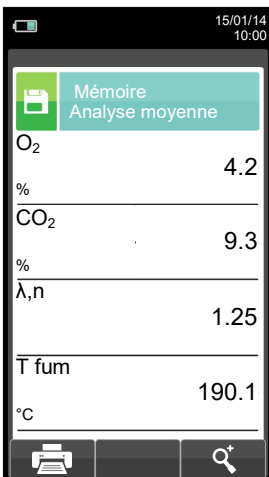 15/01/14
10:00
Mémoire
Analyse moyenne
O₂
4.2
%
CO₂
9.3
%
λ,n
1.25
T fum
190.1
°C